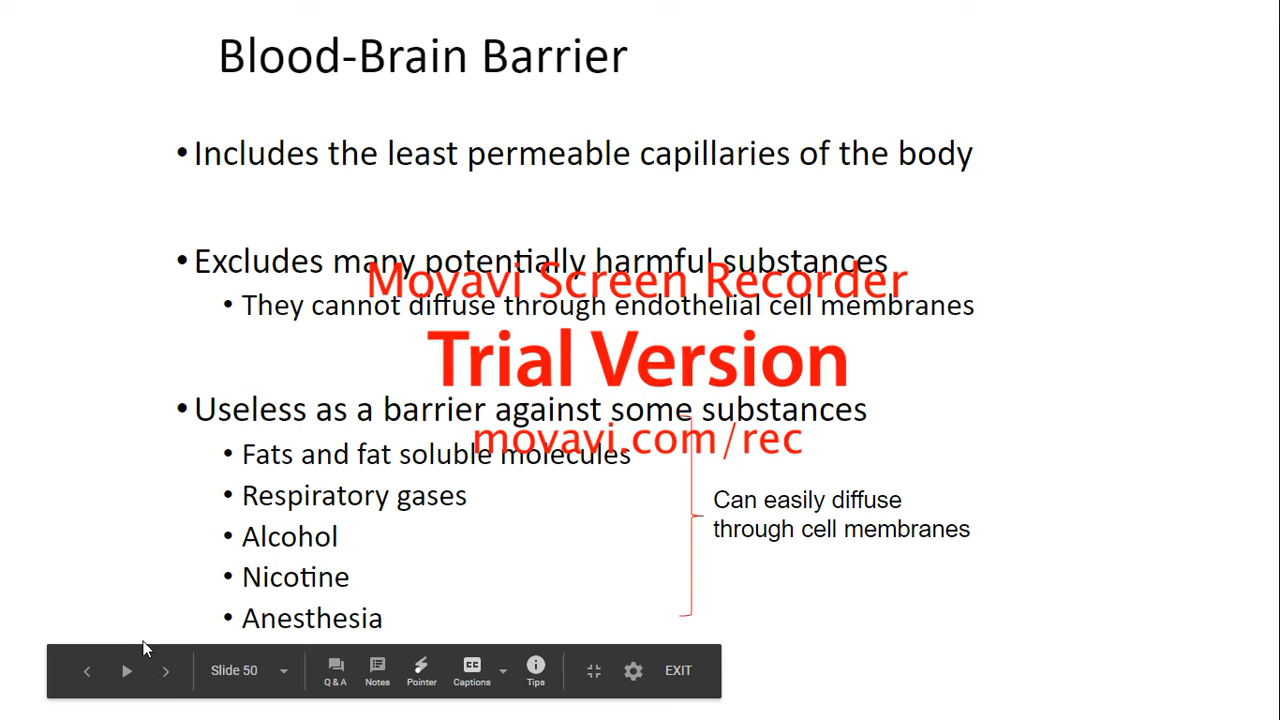 Blood-Brain Barrier
•Includes the least permeable capillaries of the body
•Excludes many potentially harmful substances
Movavi Screen Recorder
• They cannot diffuse through endothelial cell membranes
Trial Version
•Useless as a barrier against some substances
movavi.com/rec
• Fats and fat soluble molecules
• Respiratory gases
Can easily diffuse
through cell membranes
• Alcohol
• Nicotine
• Anesthesia
Slide 50
Q & A
Notes
Pointer
CC
Captions
Tips
EXIT